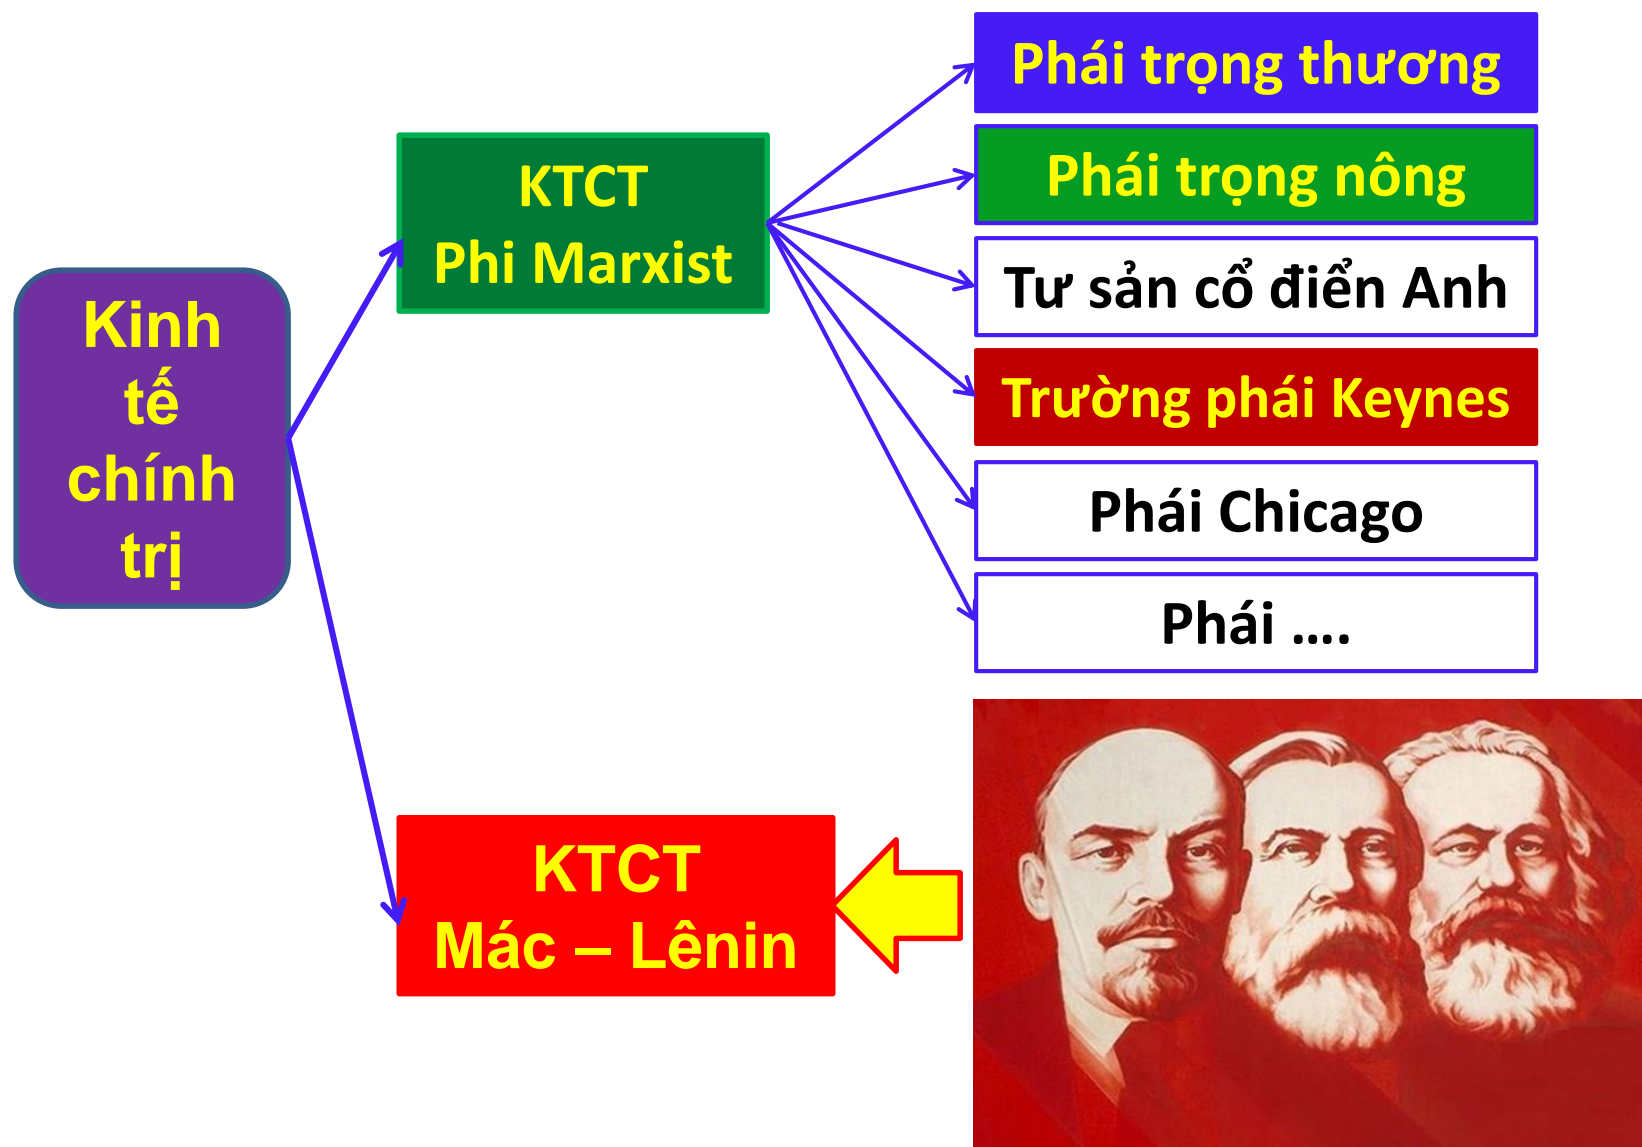 Kinh
tế
chính
trị
KTCT
Phi Marxist
Phái trọng thương
Phái trọng nông
Tư sản cổ điển Anh
Trường phái Keynes
Phái Chicago
Phái ....
KTCT
Mác – Lênin